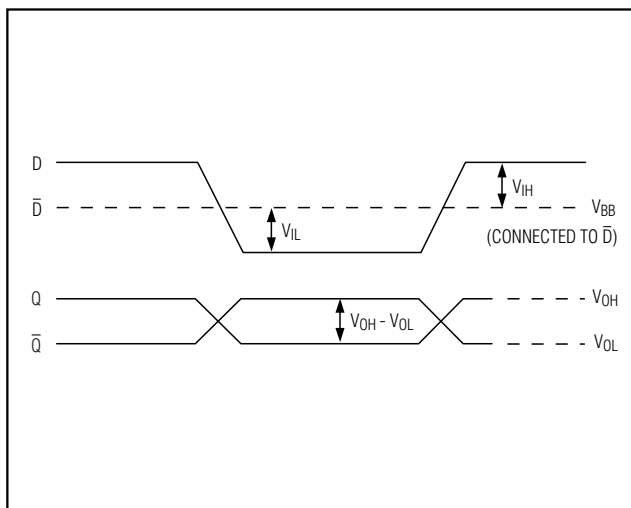 D
D̅
V_IH
V_BB
V_IL
(CONNECTED TO D̅)
Q
V_OH
V_OH - V_OL
Q̅
V_OL